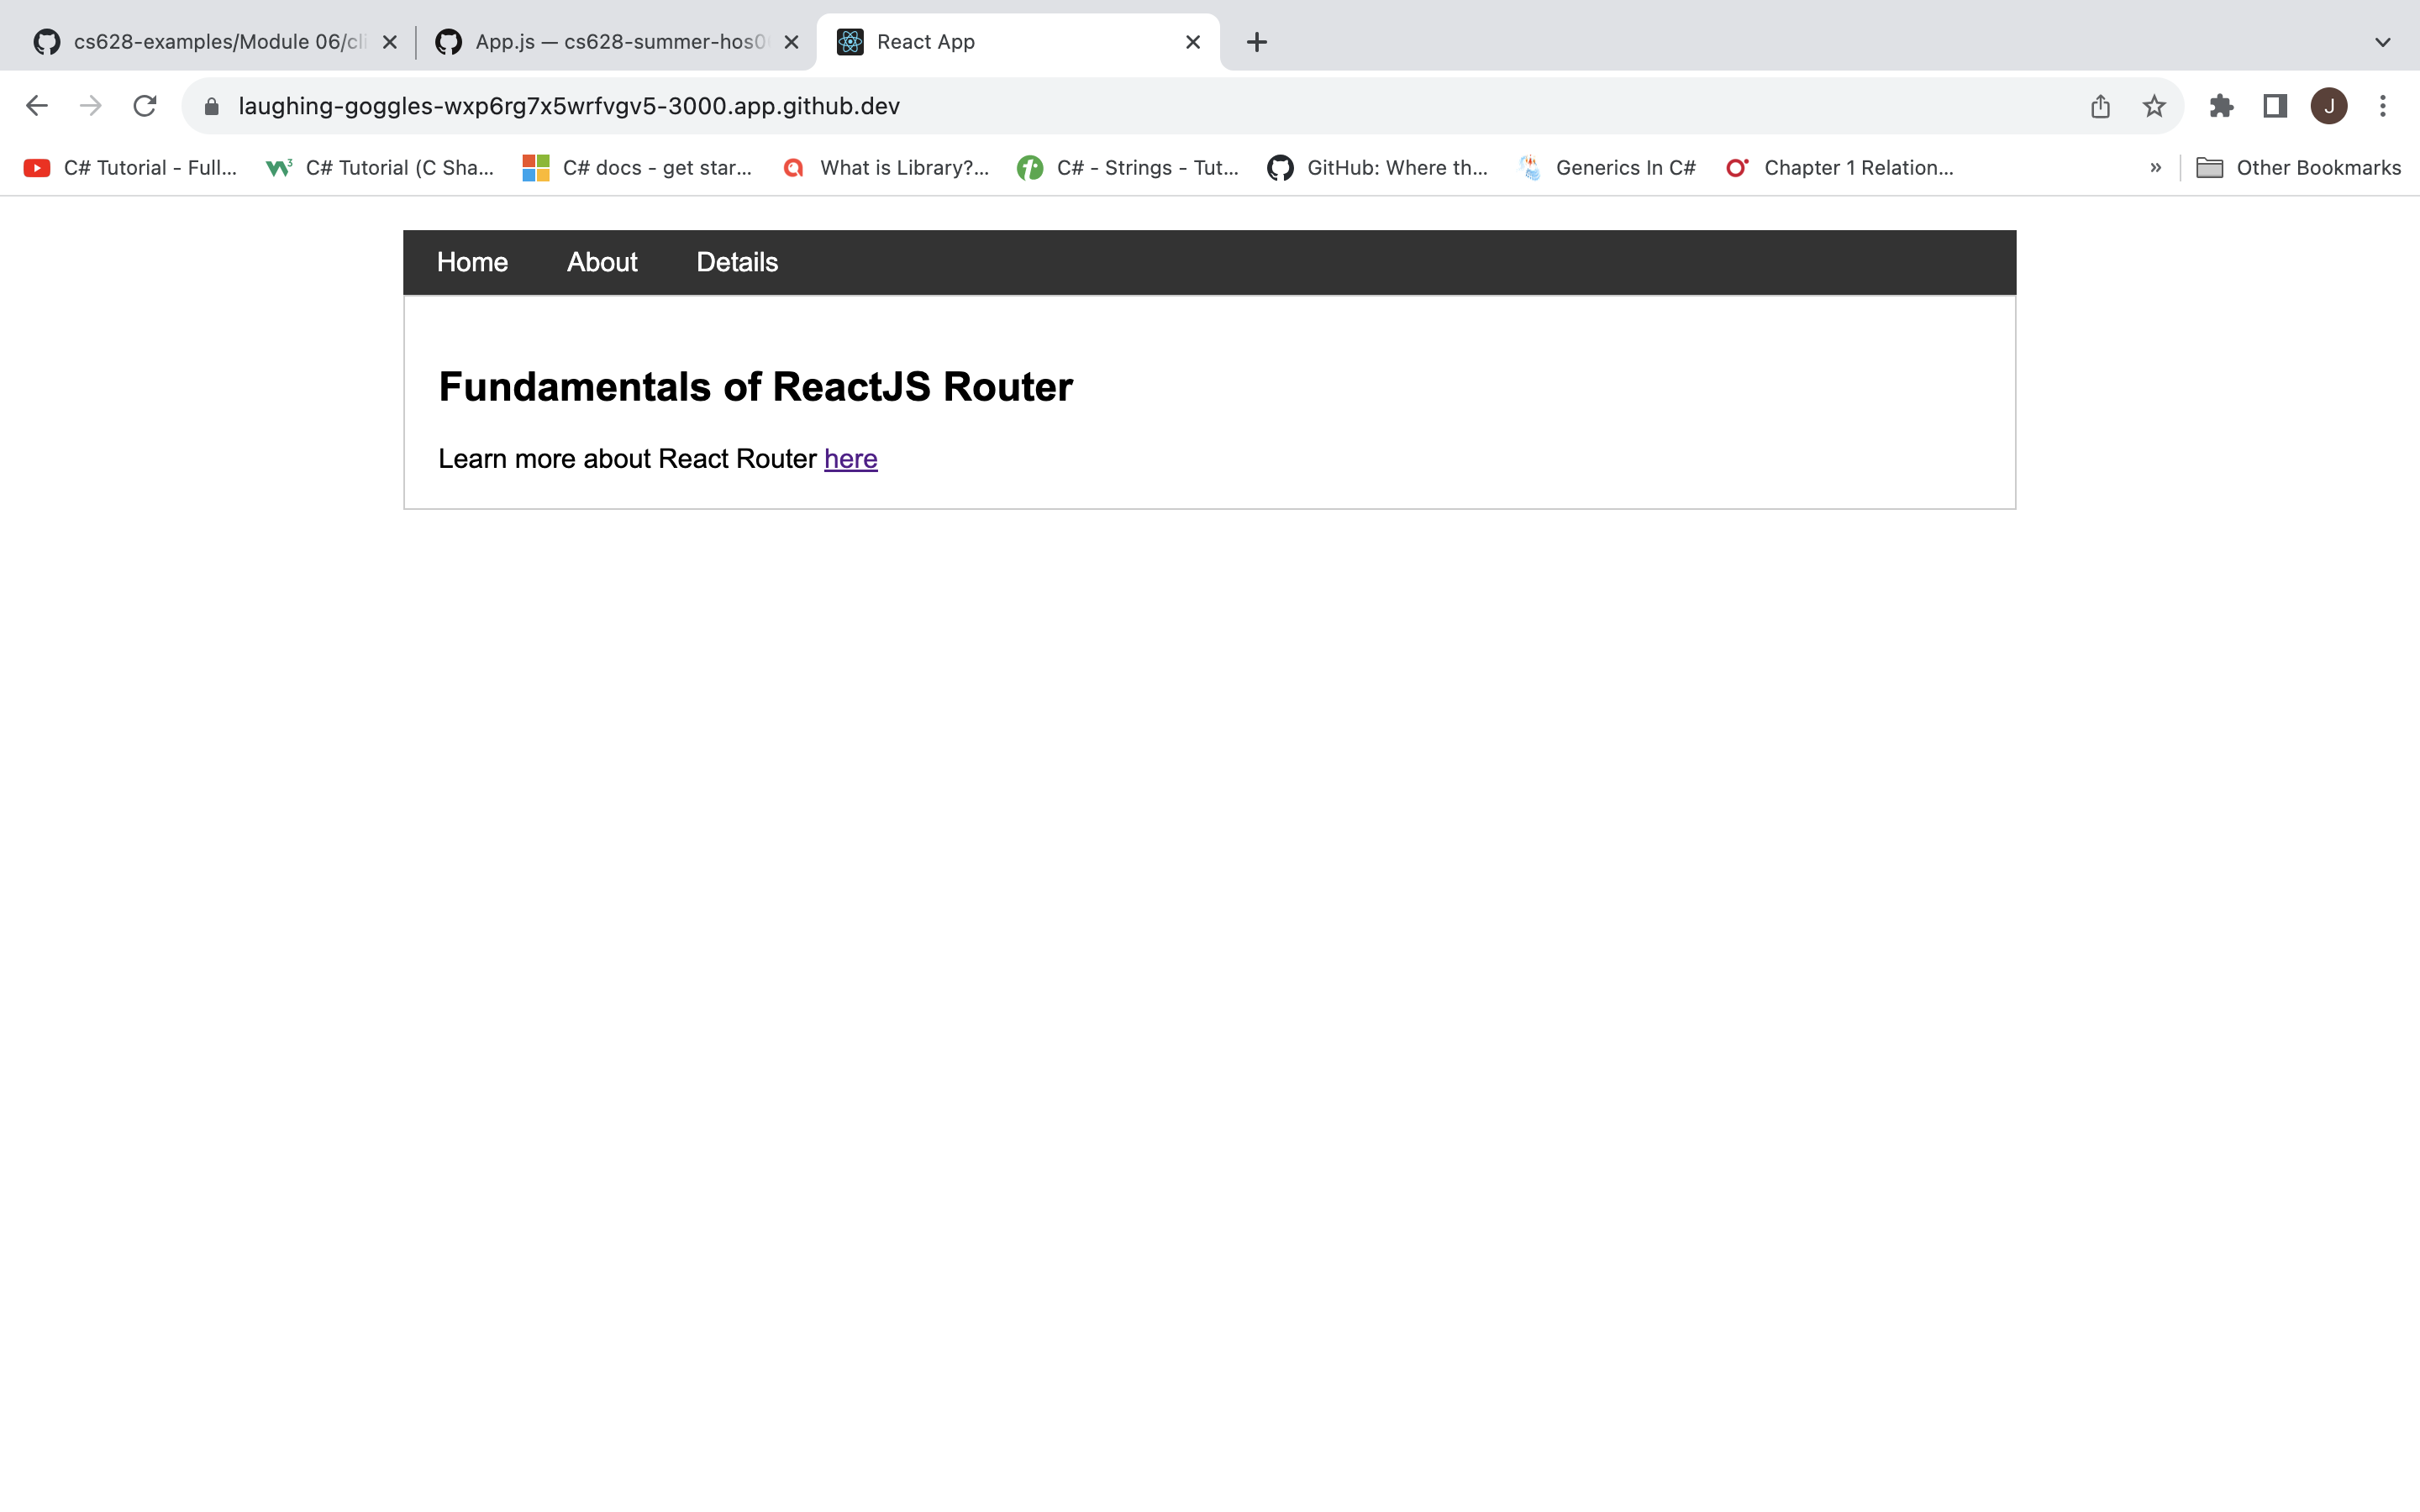 cs628-examples/Module 06/cli
App.js — cs628-summer-hos0
React App
laughing-goggles-wxp6rg7x5wrfvgv5-3000.app.github.dev
J
C# Tutorial - Full...
C# Tutorial (C Sha...
C# docs - get star...
What is Library?...
C# - Strings - Tut...
GitHub: Where th...
Generics In C#
Chapter 1 Relation...
»
Other Bookmarks
Home
About
Details
Fundamentals of ReactJS Router
Learn more about React Router here